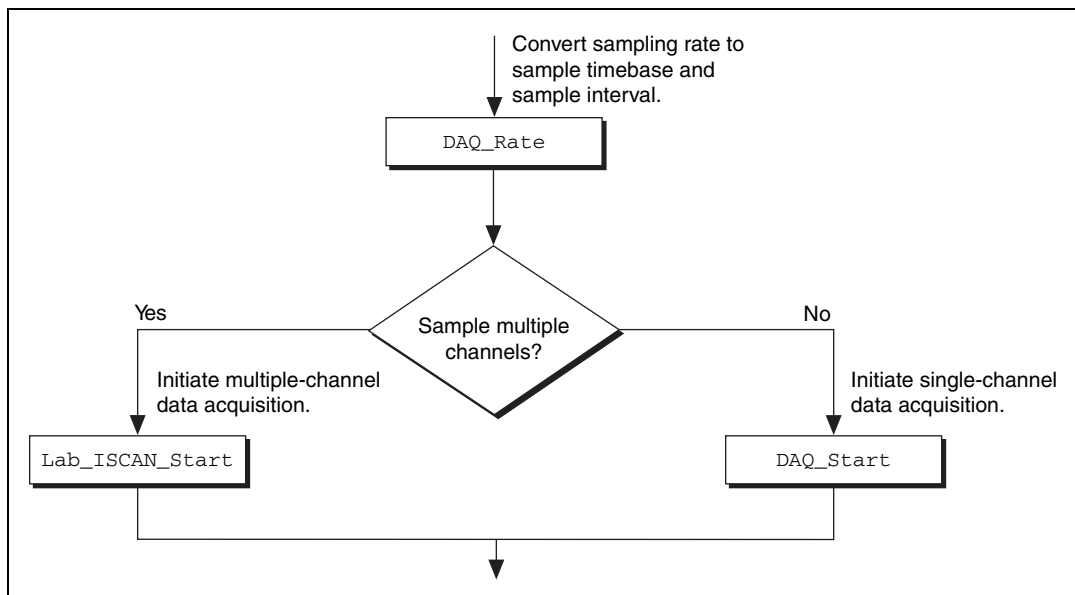 Convert sampling rate to
sample timebase and
sample interval.
DAQ_Rate
Yes
Sample multiple
channels?
No
Initiate multiple-channel
data acquisition.
Initiate single-channel
data acquisition.
Lab_ISCAN_Start
DAQ_Start